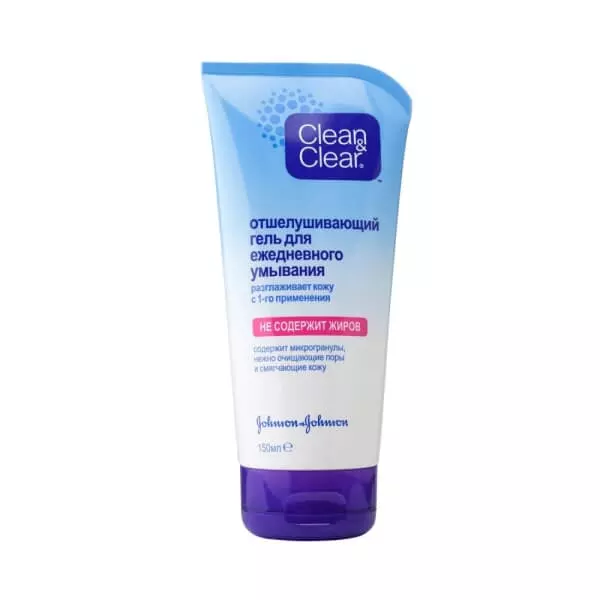 Clean &
Clear®
™
отшелушивающий
гель для
ежедневного
умывания
разглаживает кожу
с 1-го применения
НЕ СОДЕРЖИТ ЖИРОВ
содержит микрогранулы,
нежно очищающие поры
и смягчающие кожу
Johnson & Johnson
150мл ℮